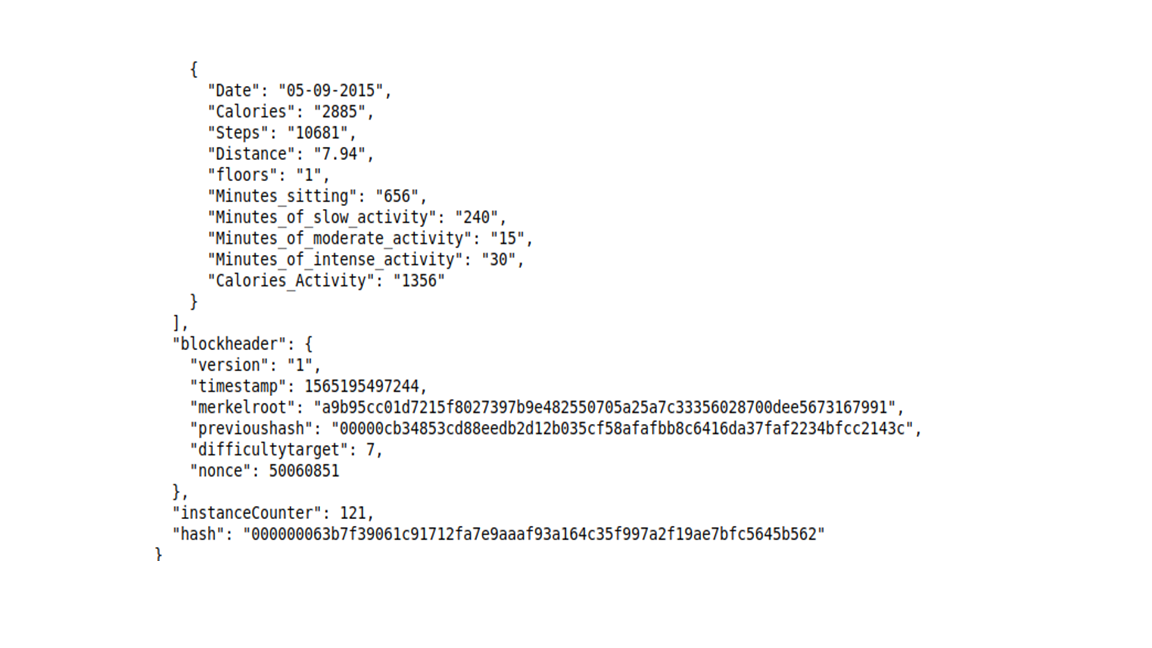 {
"Date": "05-09-2015",
"Calories": "2885",
"Steps": "10681",
"Distance": "7.94",
"floors": "1",
"Minutes_sitting": "656",
"Minutes_of_slow_activity": "240",
"Minutes_of_moderate_activity": "15",
"Minutes_of_intense_activity": "30",
"Calories_Activity": "1356"
}
],
"blockheader": {
"version": "1",
"timestamp": 1565195497244,
"merkelroot": "a9b95cc01d7215f8027397b9e482550705a25a7c33356028700dee5673167991",
"previoushash": "00000cb34853cd88eedb2d12b035cf58afafbb8c6416da37faf2234bfcc2143c",
"difficultytarget": 7,
"nonce": 50060851
},
"instanceCounter": 121,
"hash": "000000063b7f39061c91712fa7e9aaaf93a164c35f997a2f19ae7bfc5645b562"
}